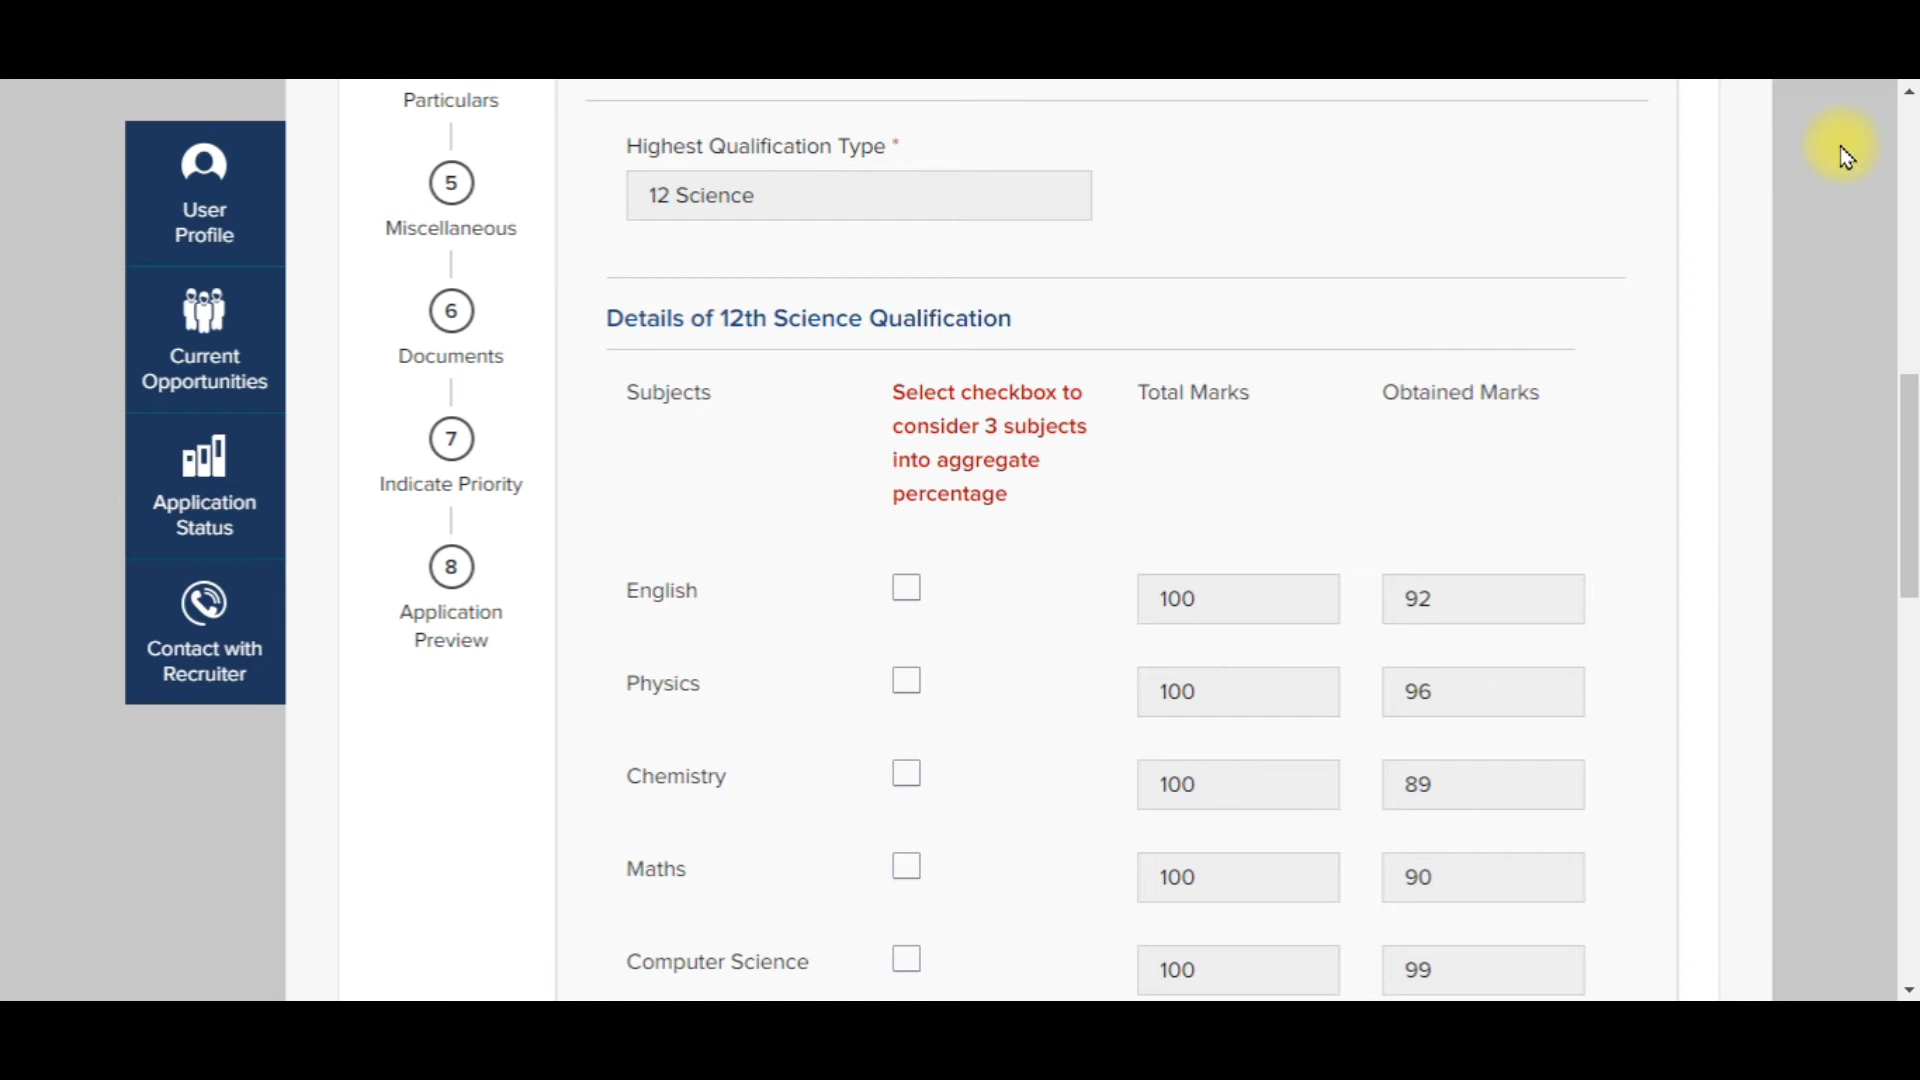 User
Profile
Current
Opportunities
Application
Status
Contact with
Recruiter
Particulars
5
Miscellaneous
6
Documents
7
Indicate Priority
8
Application
Preview
Highest Qualification Type *
12 Science
Details of 12th Science Qualification
Subjects
Select checkbox to
consider 3 subjects
into aggregate
percentage
Total Marks
Obtained Marks
English 100 92
Physics 100 96
Chemistry 100 89
Maths 100 90
Computer Science 100 99